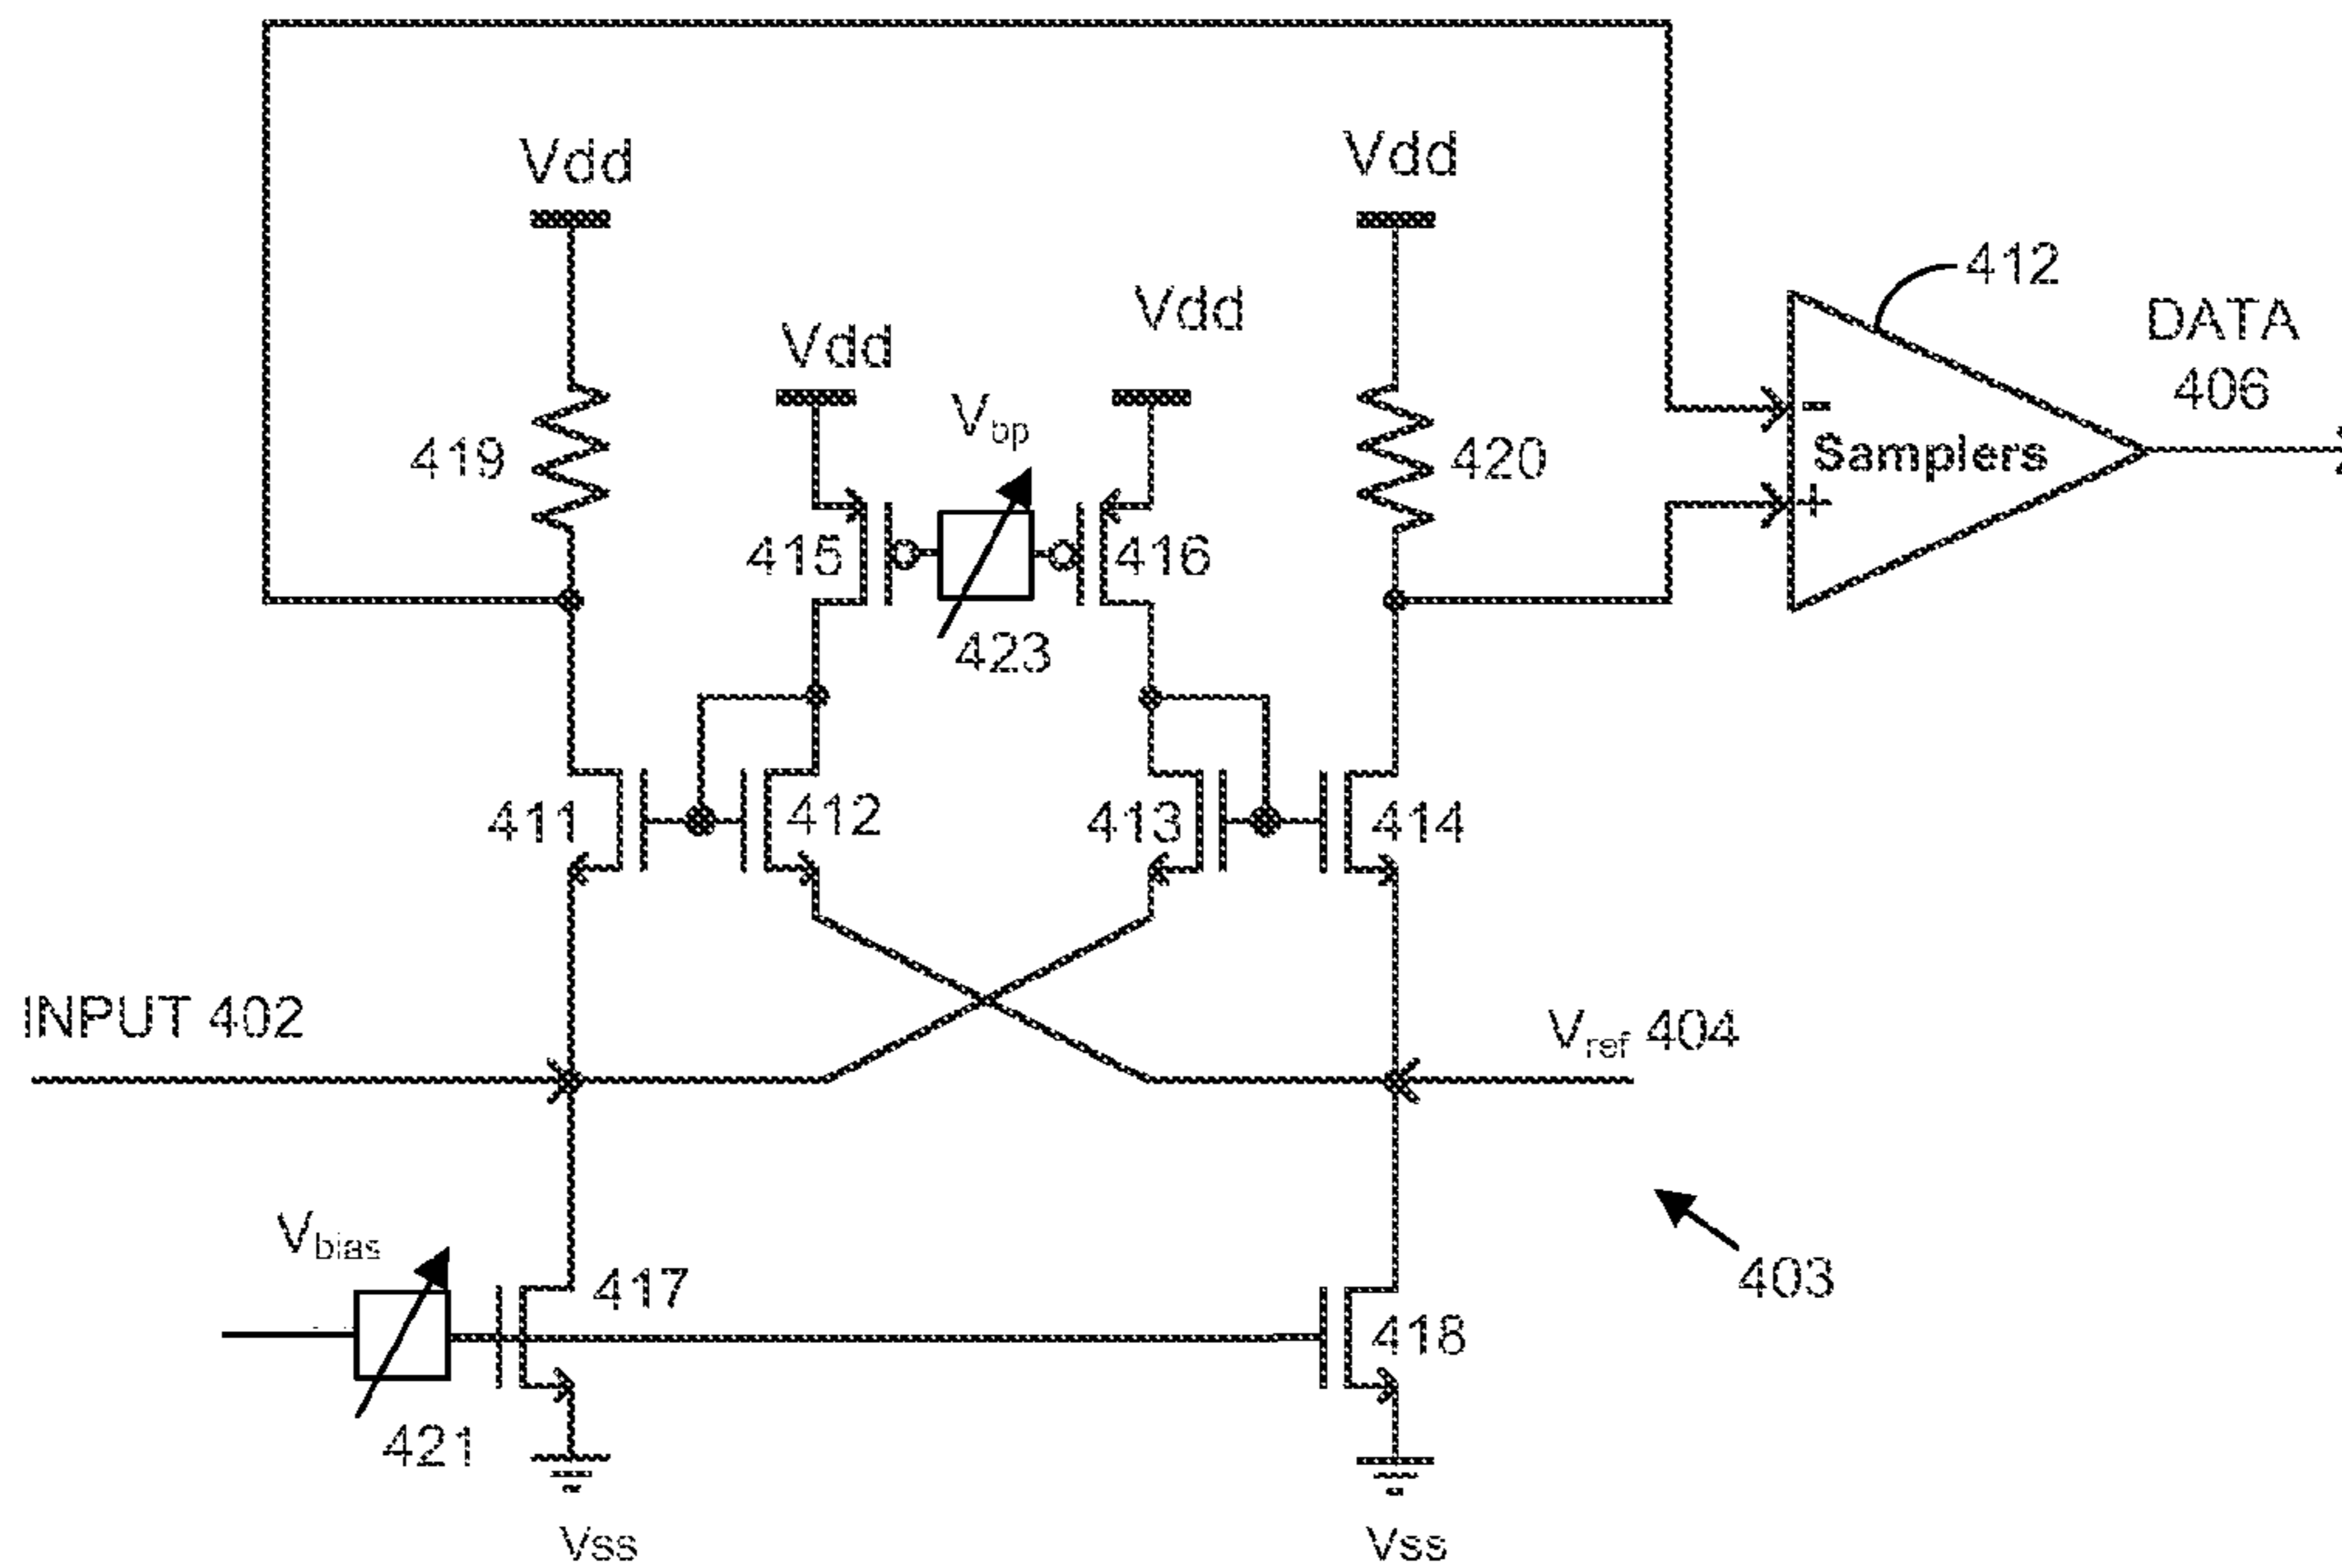 Vdd
Vdd
412
Vdd
Vdd
DATA
406
Vbp
419
420
Samplers
-
+
415
416
423
411
412
413
414
INPUT 402
Vref 404
Vbias
417
403
418
421
Vss
Vss